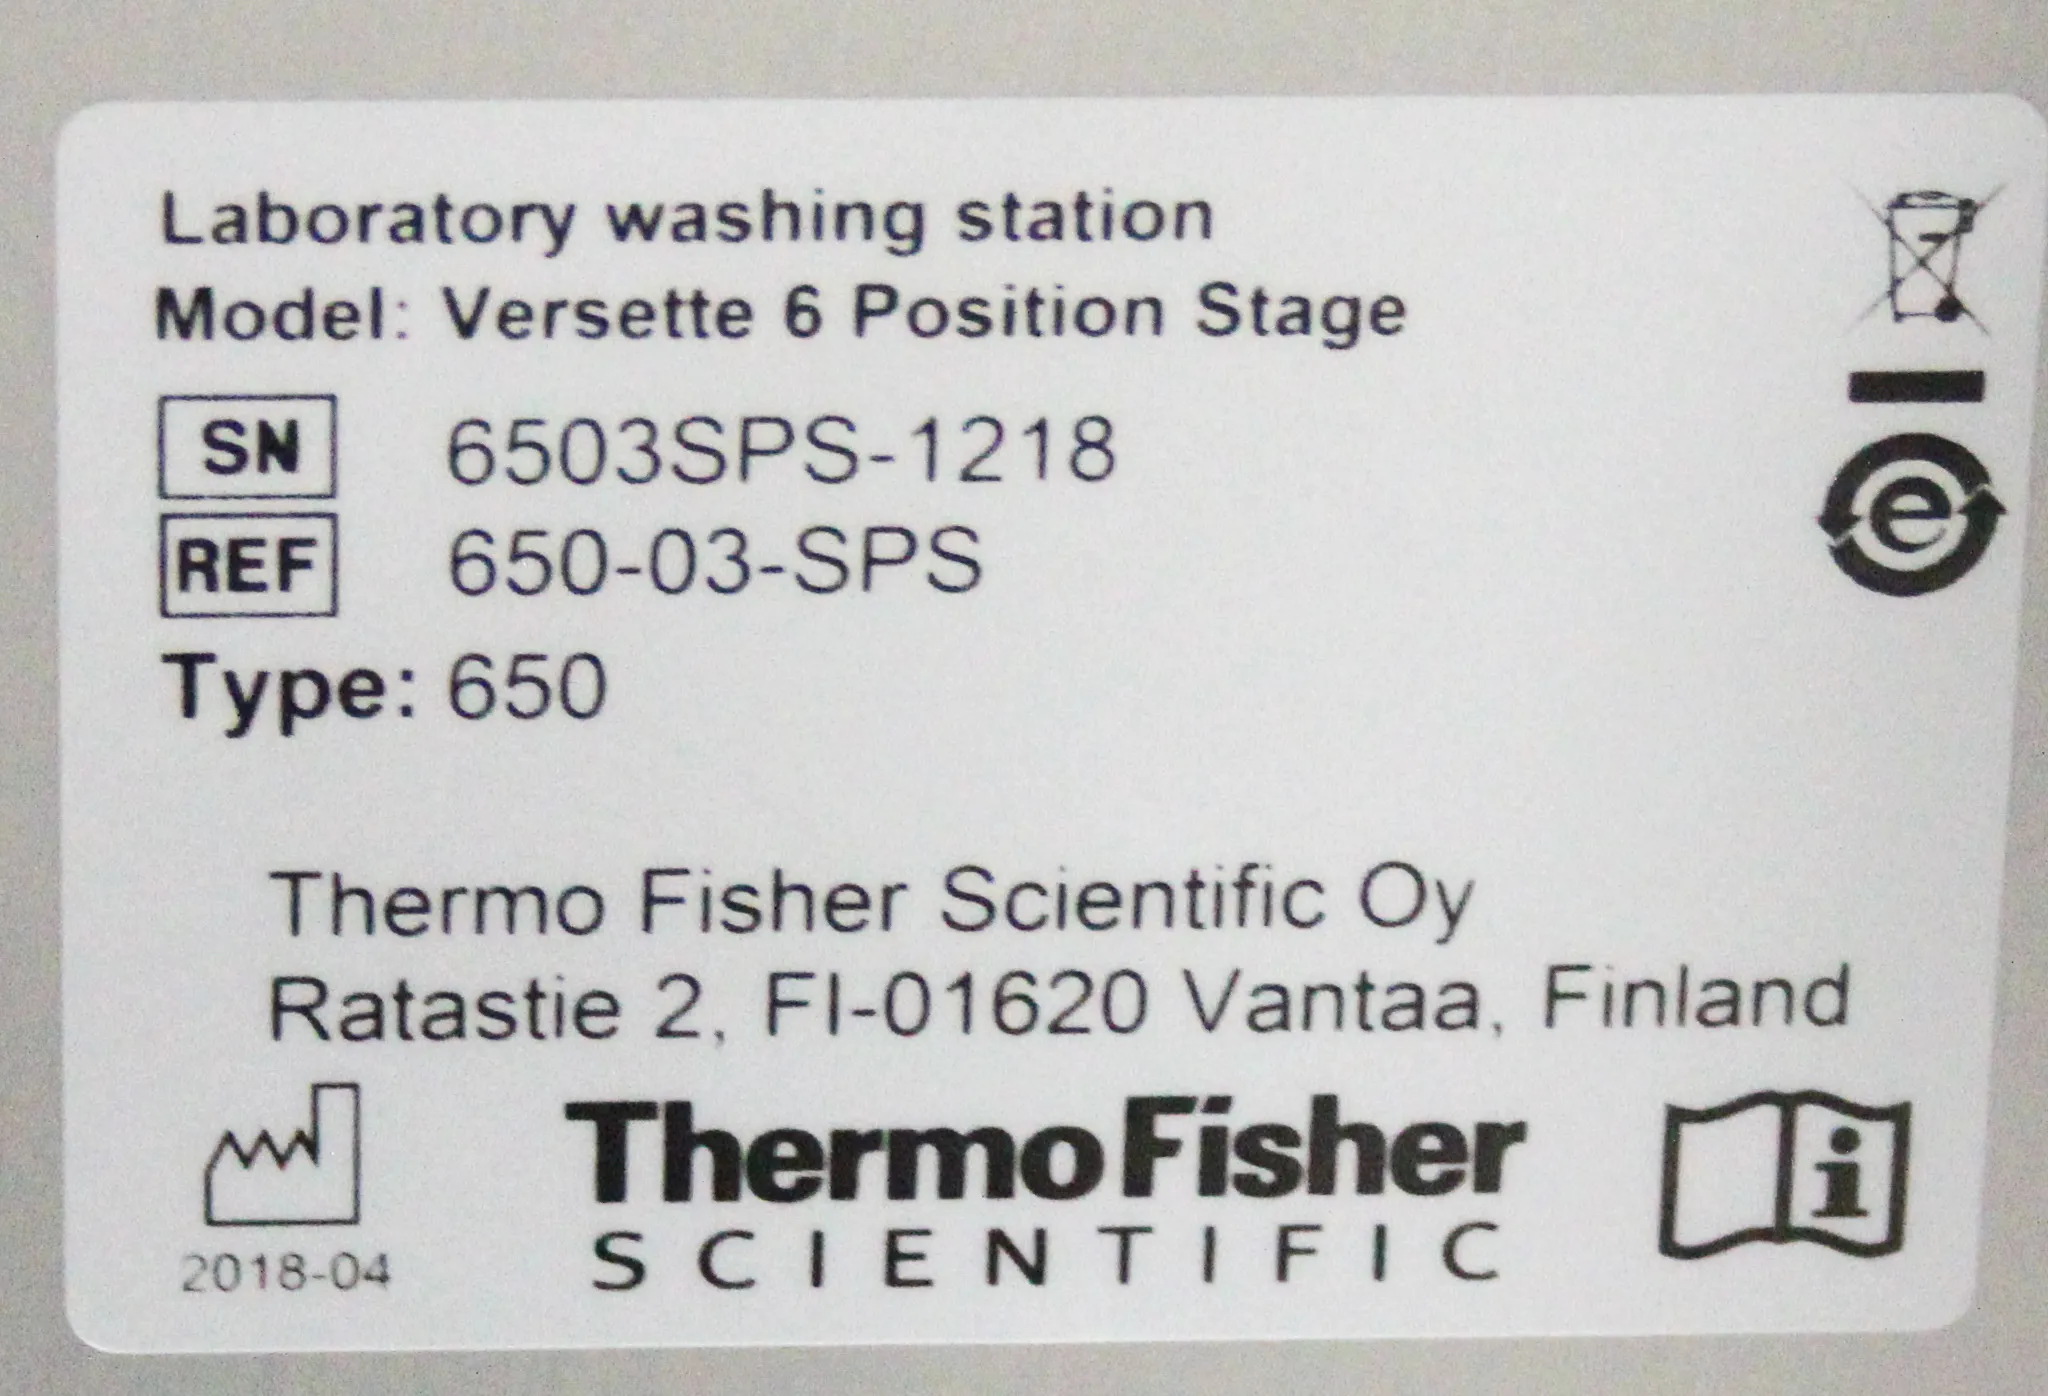 Laboratory washing station
Model: Versette 6 Position Stage
SN 6503SPS-1218
REF 650-03-SPS
Type: 650
Thermo Fisher Scientific Oy
Ratastie 2, FI-01620 Vantaa, Finland
2018-04
ThermoFisher
SCIENTIFIC
e
i